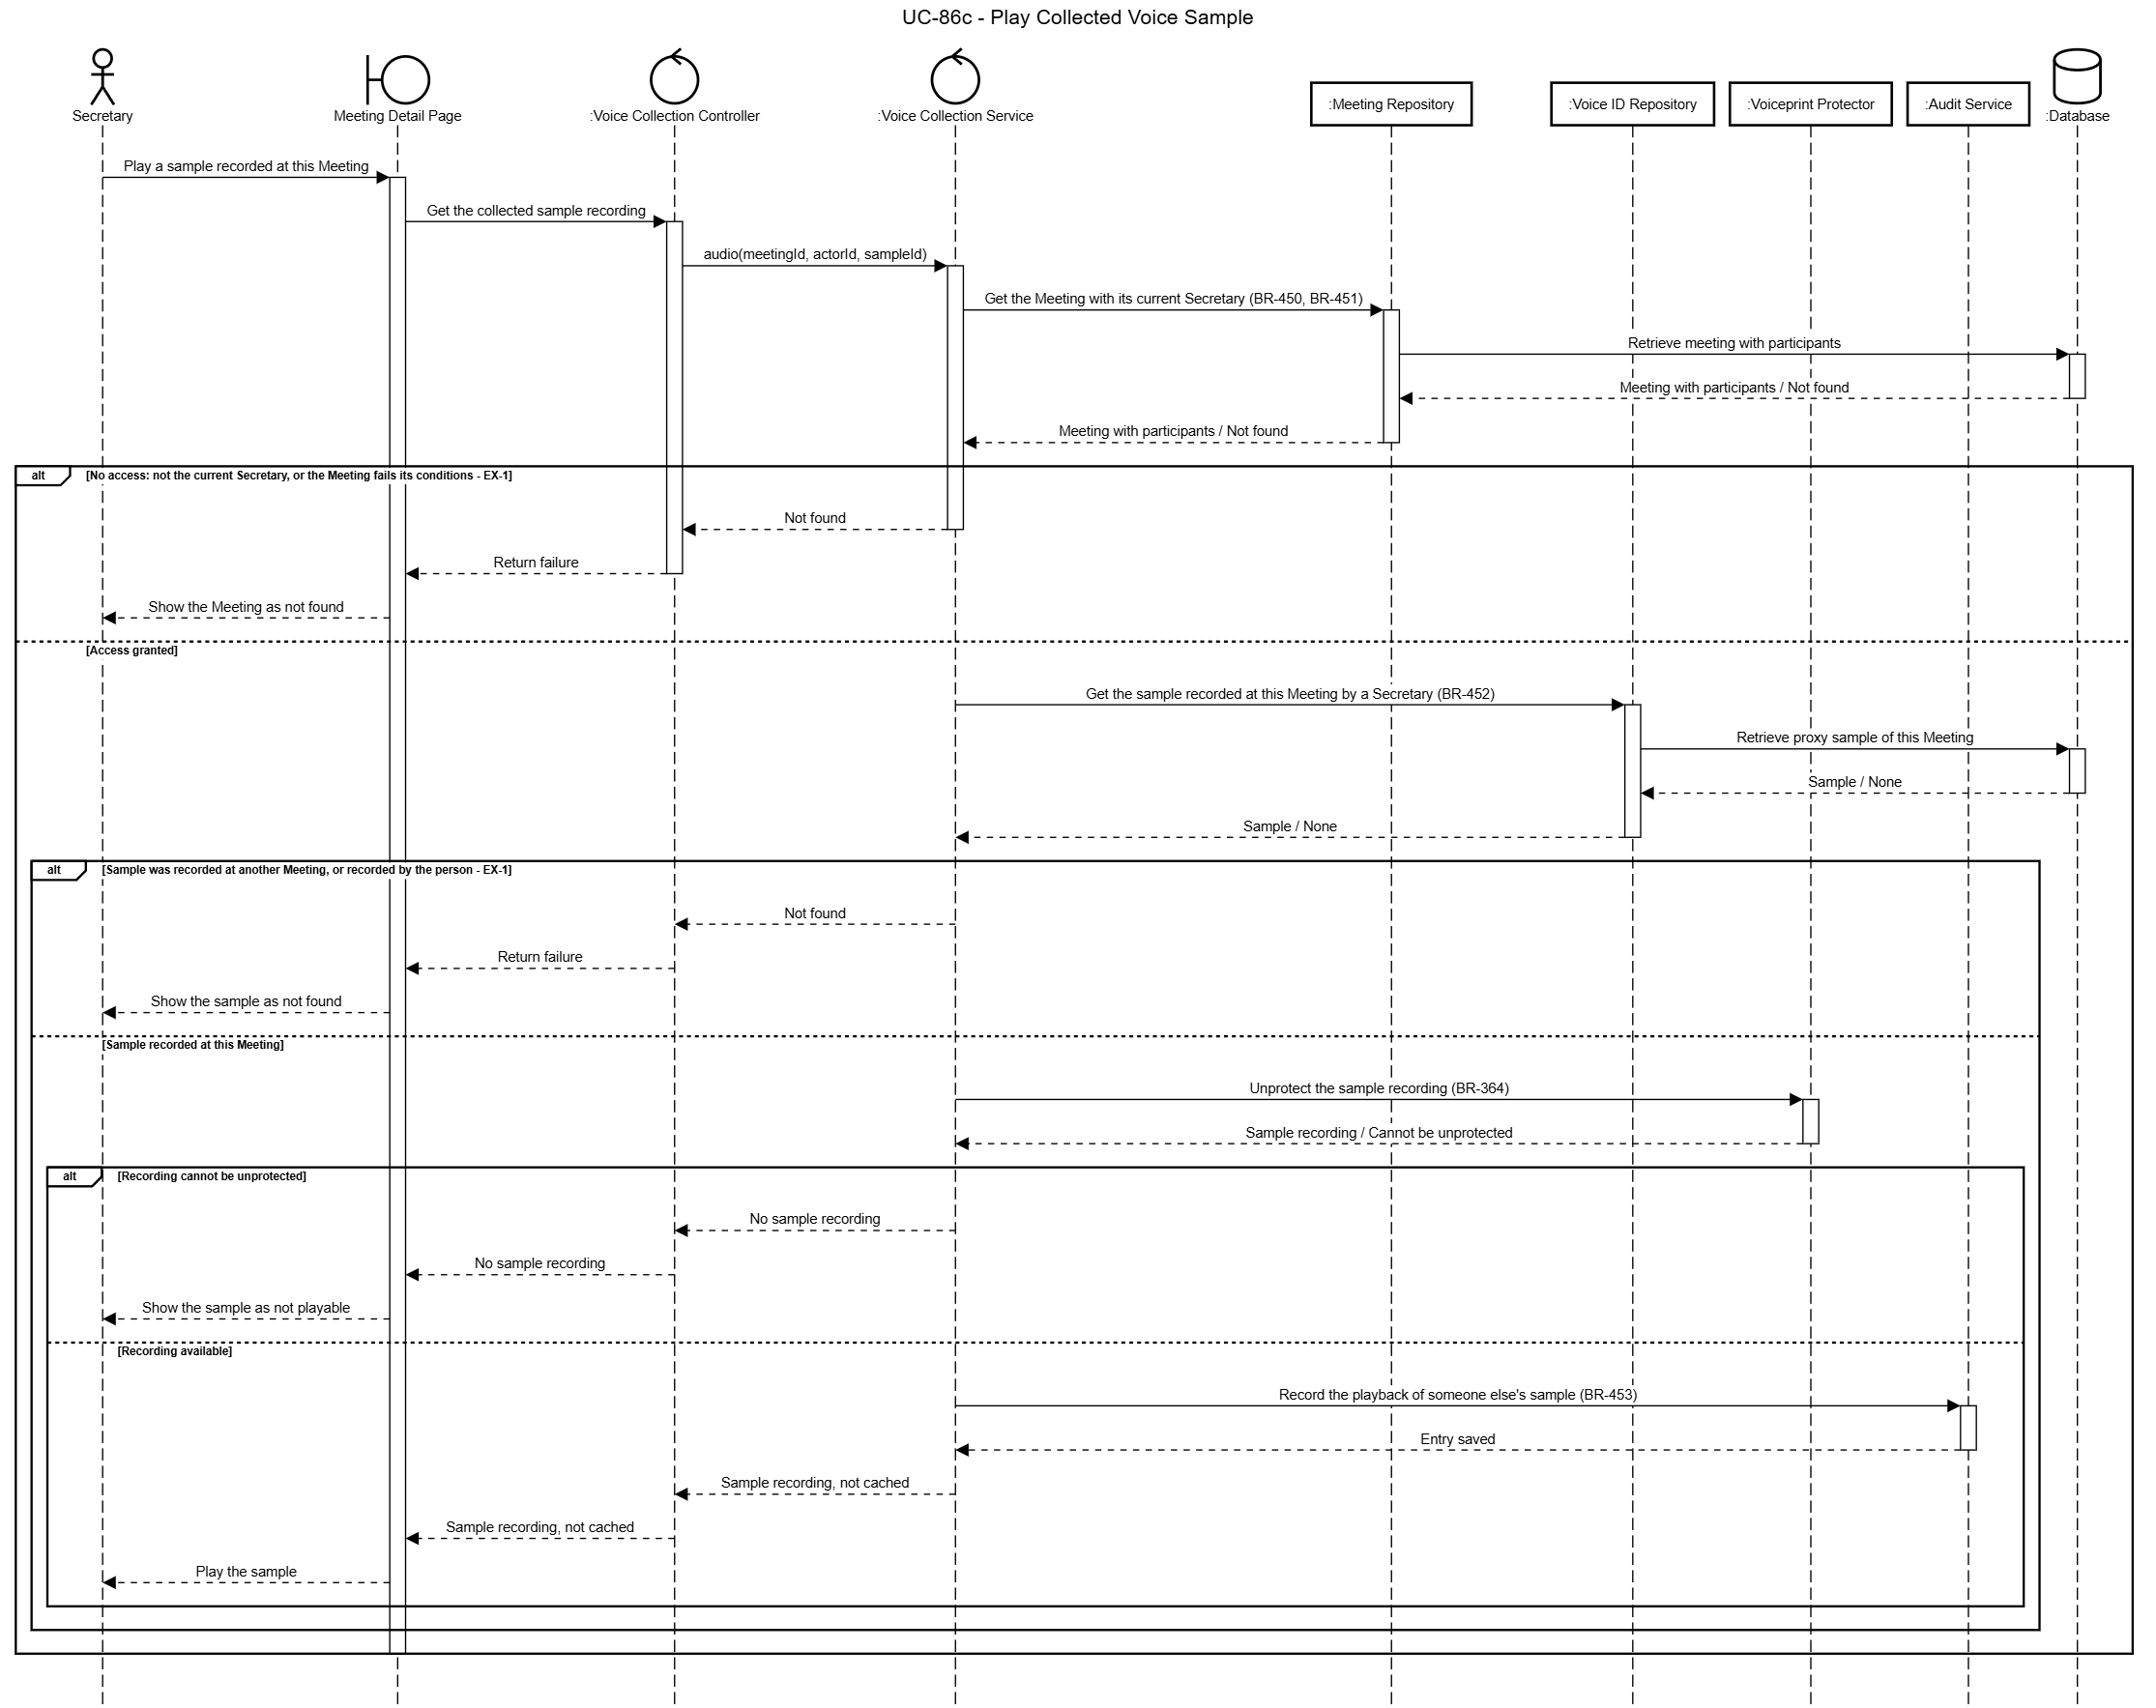 UC-86c - Play Collected Voice Sample
Secretary
Meeting Detail Page
:Voice Collection Controller
:Voice Collection Service
:Meeting Repository
:Voice ID Repository
:Voiceprint Protector
:Audit Service
:Database
Play a sample recorded at this Meeting
Get the collected sample recording
audio(meetingId, actorId, sampleId)
Get the Meeting with its current Secretary (BR-450, BR-451)
Retrieve meeting with participants
Meeting with participants / Not found
Meeting with participants / Not found
alt
[No access: not the current Secretary, or the Meeting fails its conditions - EX-1]
Not found
Return failure
Show the Meeting as not found
[Access granted]
Get the sample recorded at this Meeting by a Secretary (BR-452)
Retrieve proxy sample of this Meeting
Sample / None
Sample / None
alt
[Sample was recorded at another Meeting, or recorded by the person - EX-1]
Not found
Return failure
Show the sample as not found
[Sample recorded at this Meeting]
Unprotect the sample recording (BR-364)
Sample recording / Cannot be unprotected
alt
[Recording cannot be unprotected]
No sample recording
No sample recording
Show the sample as not playable
[Recording available]
Record the playback of someone else's sample (BR-453)
Entry saved
Sample recording, not cached
Sample recording, not cached
Play the sample